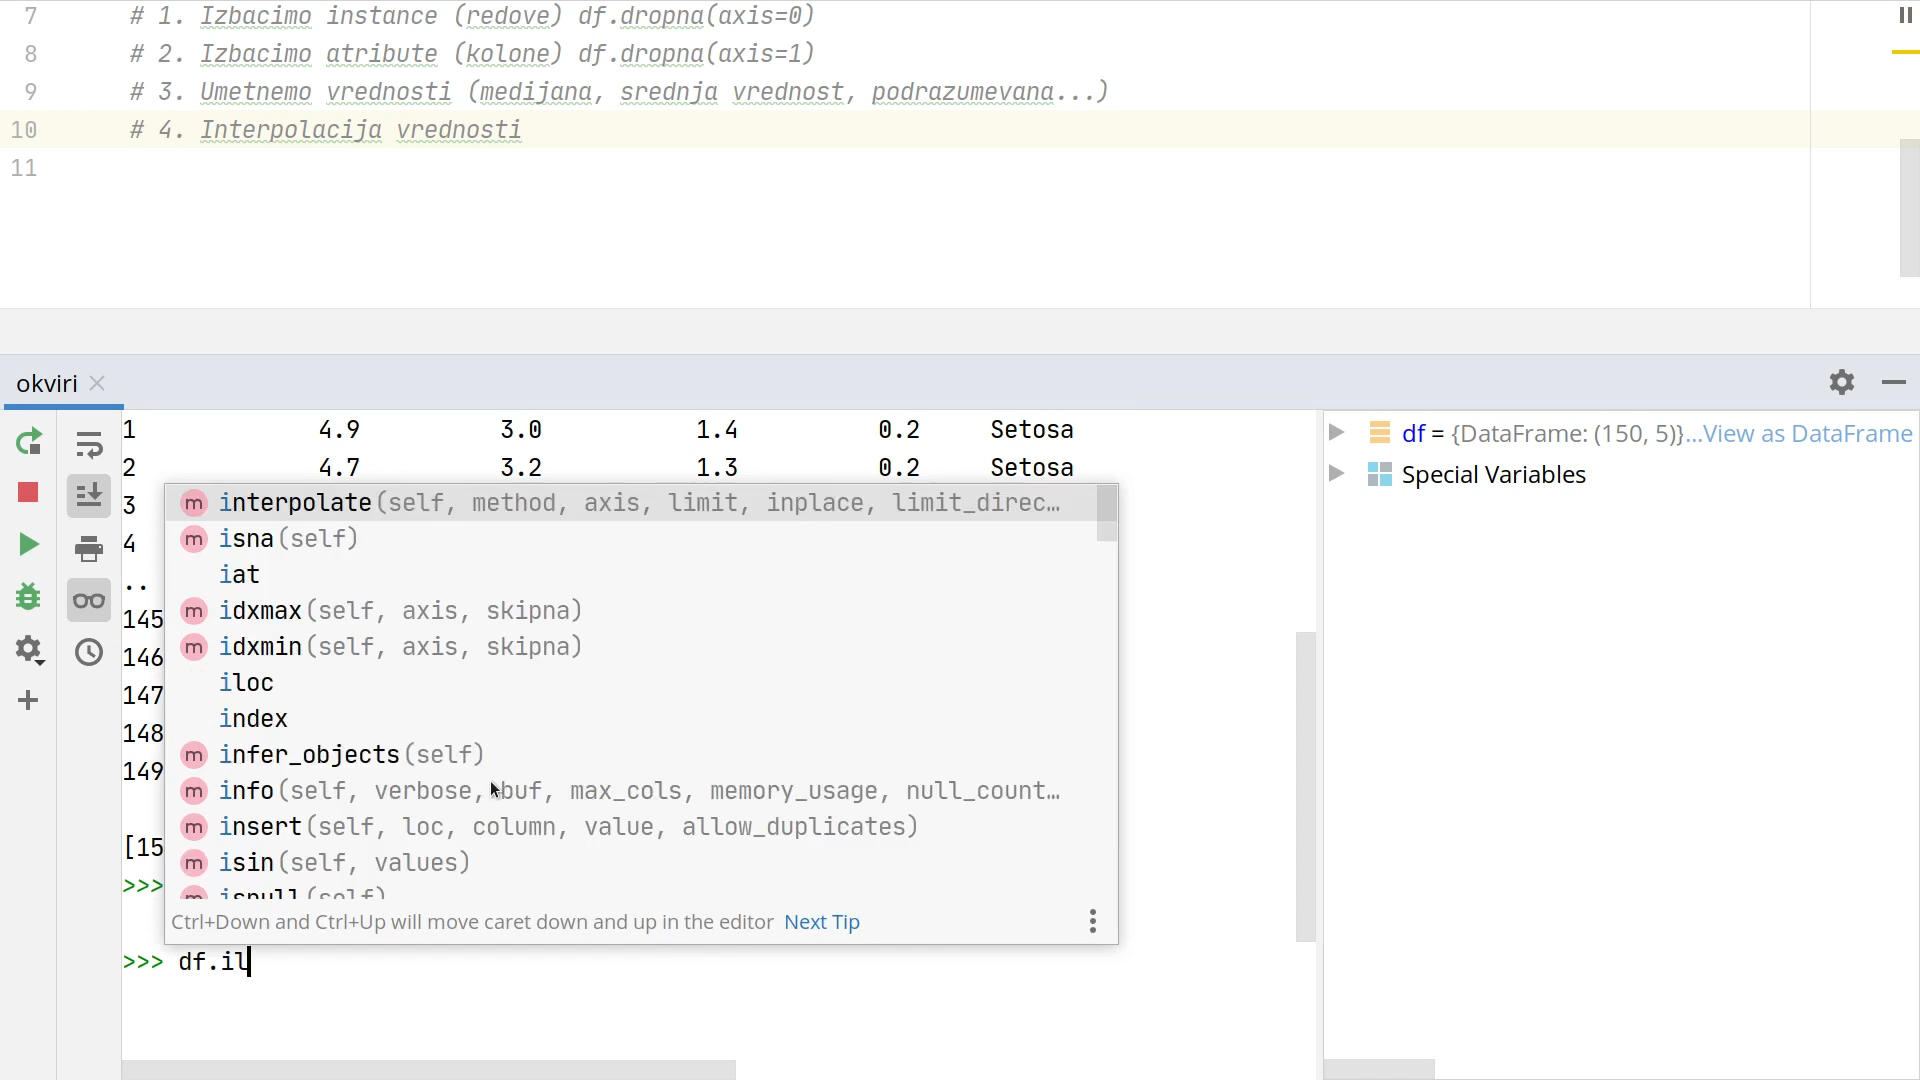 7 # 1. Izbacimo instance (redove) df.dropna(axis=0)
8 # 2. Izbacimo atribute (kolone) df.dropna(axis=1)
9 # 3. Umetnemo vrednosti (medijana, srednja vrednost, podrazumevana...)
10 # 4. Interpolacija vrednosti
11
okviri
1 4.9 3.0 1.4 0.2 Setosa
2 4.7 3.2 1.3 0.2 Setosa
3
4
..
145
146
147
148
149
[15
>>>
m interpolate(self, method, axis, limit, inplace, limit_direc…
m isna(self)
iat
m idxmax(self, axis, skipna)
m idxmin(self, axis, skipna)
iloc
index
m infer_objects(self)
m info(self, verbose, buf, max_cols, memory_usage, null_count…
m insert(self, loc, column, value, allow_duplicates)
m isin(self, values)
m isnull(self)
Ctrl+Down and Ctrl+Up will move caret down and up in the editor Next Tip
>>> df.il
df = {DataFrame: (150, 5)}...View as DataFrame
Special Variables